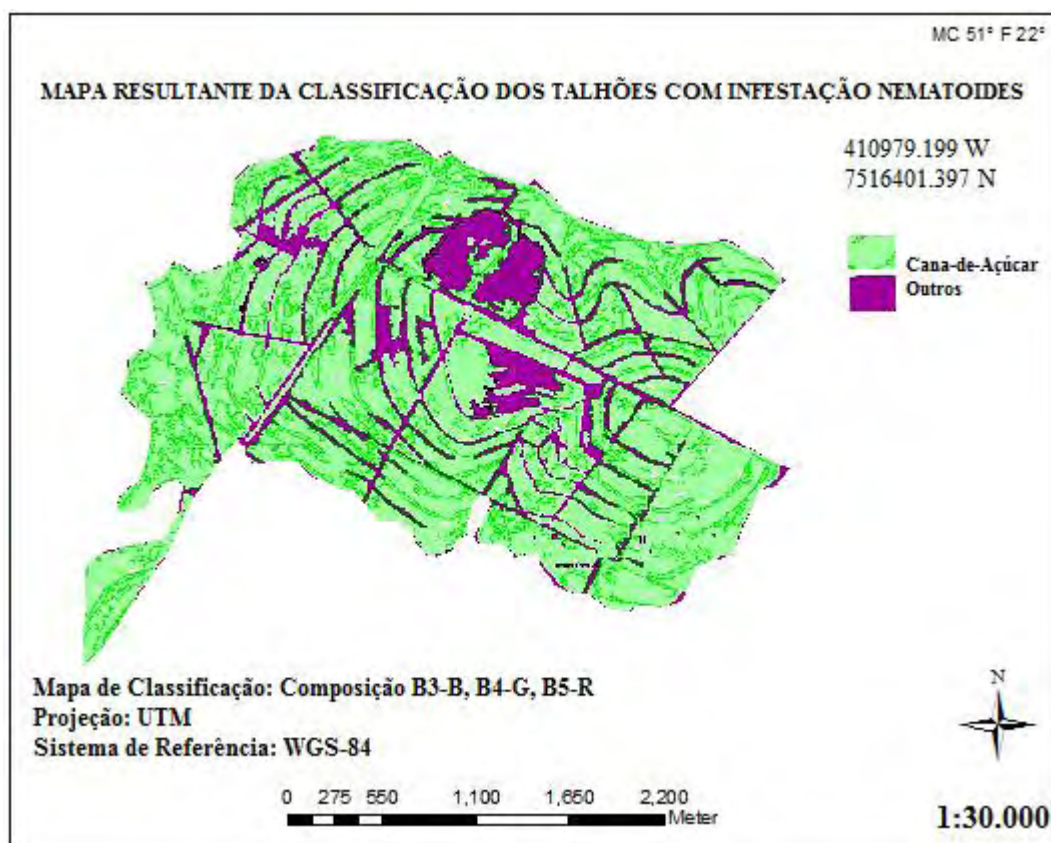 MC 51° F 22°
MAPA RESULTANTE DA CLASSIFICAÇÃO DOS TALHÕES COM INFESTAÇÃO NEMATOIDES
410979.199 W
7516401.397 N
Cana-de-Açúcar
Outros
Mapa de Classificação: Composição B3-B, B4-G, B5-R
Projeção: UTM
Sistema de Referência: WGS-84
N
0 275 550 1,100 1,650 2,200
Meter
1:30.000